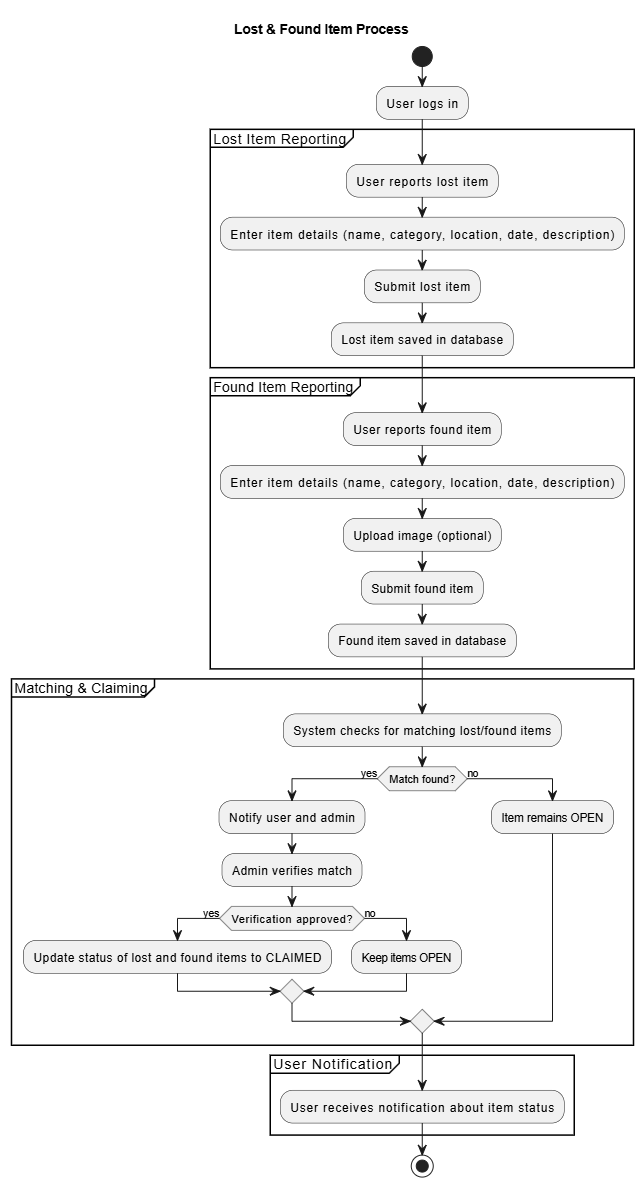 Lost & Found Item Process
User logs in
Lost Item Reporting
User reports lost item
Enter item details (name, category, location, date, description)
Submit lost item
Lost item saved in database
Found Item Reporting
User reports found item
Enter item details (name, category, location, date, description)
Upload image (optional)
Submit found item
Found item saved in database
Matching & Claiming
System checks for matching lost/found items
yes
Match found?
no
Notify user and admin
Item remains OPEN
Admin verifies match
yes
Verification approved?
no
Update status of lost and found items to CLAIMED
Keep items OPEN
User Notification
User receives notification about item status